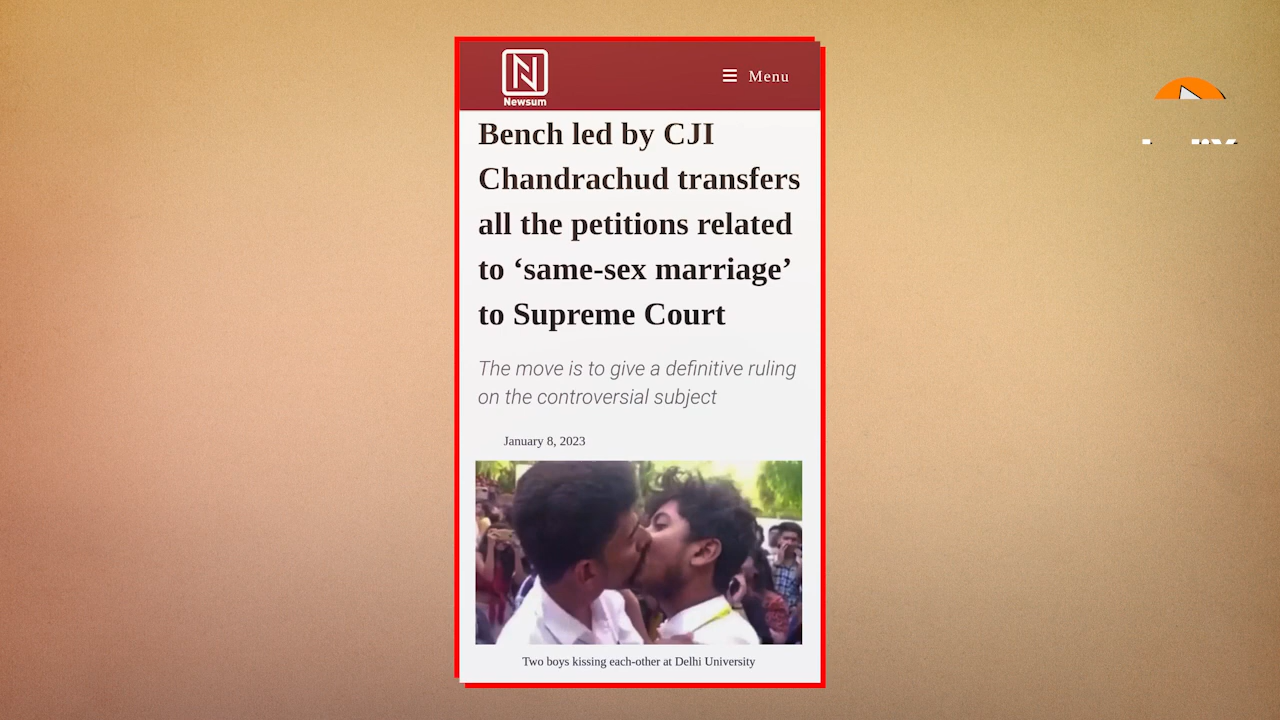 Newsum
Menu
Bench led by CJI
Chandrachud transfers
all the petitions related
to ‘same-sex marriage’
to Supreme Court
The move is to give a definitive ruling
on the controversial subject
January 8, 2023
Two boys kissing each-other at Delhi University